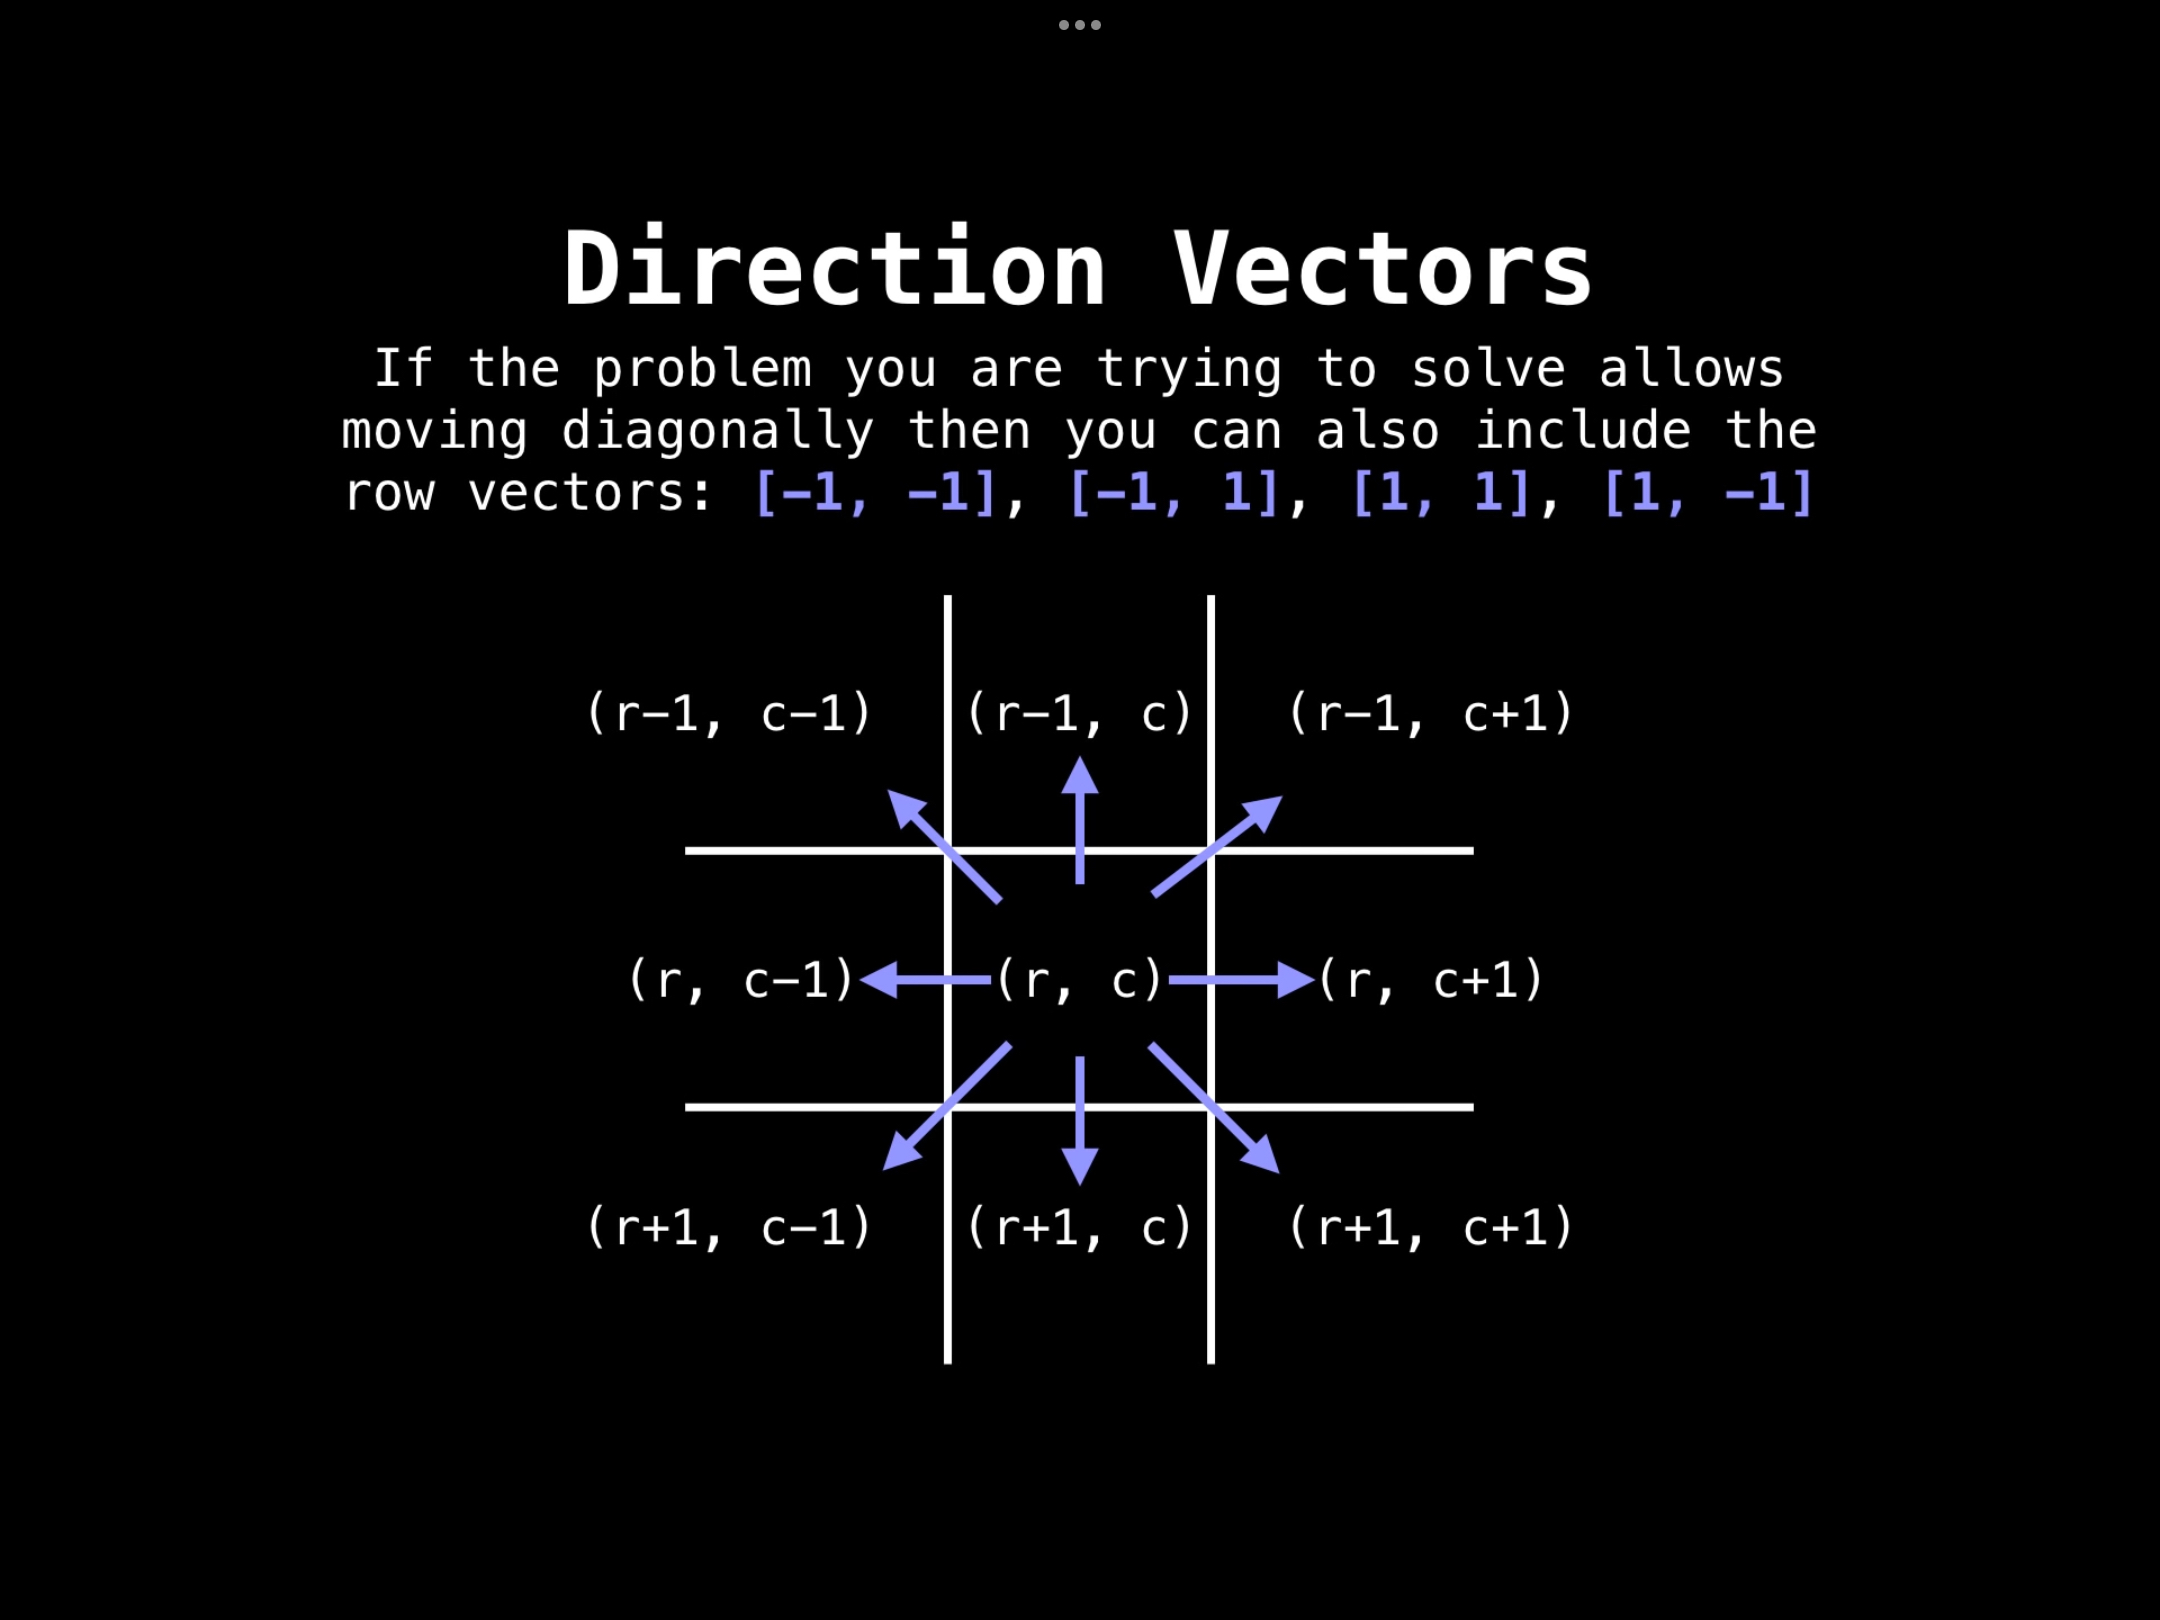 Direction Vectors
If the problem you are trying to solve allows
moving diagonally then you can also include the
row vectors: [−1, −1], [−1, 1], [1, 1], [1, −1]
(r−1, c−1) (r−1, c) (r−1, c+1)
(r, c−1) (r, c) (r, c+1)
(r+1, c−1) (r+1, c) (r+1, c+1)